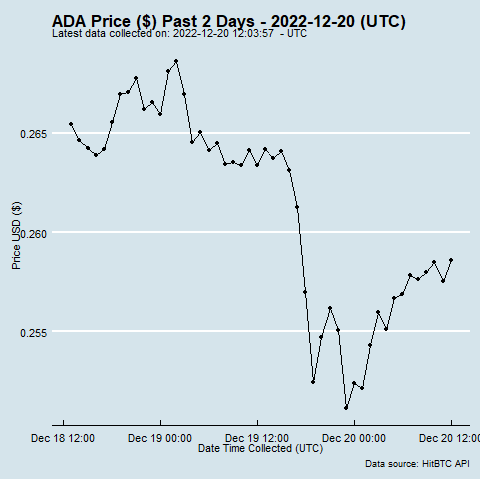 ADA Price ($) Past 2 Days - 2022-12-20 (UTC)
Latest data collected on: 2022-12-20 12:03:57  - UTC
0.265
0.260
0.255
Price USD ($)
Dec 18 12:00 Dec 19 00:00 Dec 19 12:00 Dec 20 00:00 Dec 20 12:00
Date Time Collected (UTC)
Data source: HitBTC API